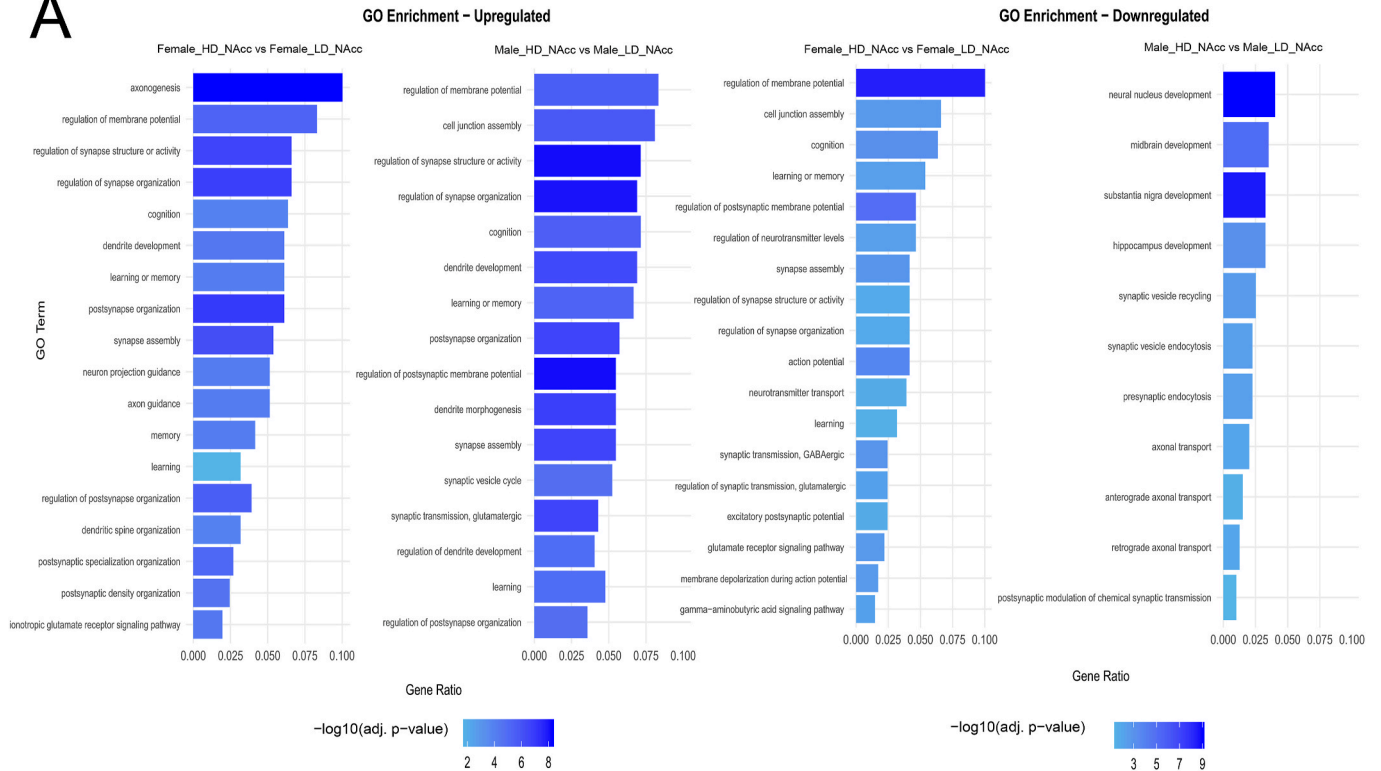 A
GO Enrichment − Upregulated
Female_HD_NAcc vs Female_LD_NAcc
axonogenesis
regulation of membrane potential
regulation of synapse structure or activity
regulation of synapse organization
cognition
dendrite development
learning or memory
postsynapse organization
synapse assembly
neuron projection guidance
axon guidance
memory
learning
regulation of postsynapse organization
dendritic spine organization
postsynaptic specialization organization
postsynaptic density organization
ionotropic glutamate receptor signaling pathway
0.000 0.025 0.050 0.075 0.100
GO Term
Male_HD_NAcc vs Male_LD_NAcc
regulation of membrane potential
cell junction assembly
regulation of synapse structure or activity
regulation of synapse organization
cognition
dendrite development
learning or memory
postsynapse organization
regulation of postsynaptic membrane potential
dendrite morphogenesis
synapse assembly
synaptic vesicle cycle
synaptic transmission, glutamatergic
regulation of dendrite development
learning
regulation of postsynapse organization
0.000 0.025 0.050 0.075 0.100
Gene Ratio
−log10(adj. p−value)
2 4 6 8
GO Enrichment − Downregulated
Female_HD_NAcc vs Female_LD_NAcc
regulation of membrane potential
cell junction assembly
cognition
learning or memory
regulation of postsynaptic membrane potential
regulation of neurotransmitter levels
synapse assembly
regulation of synapse structure or activity
regulation of synapse organization
action potential
neurotransmitter transport
learning
synaptic transmission, GABAergic
regulation of synaptic transmission, glutamatergic
excitatory postsynaptic potential
glutamate receptor signaling pathway
membrane depolarization during action potential
gamma−aminobutyric acid signaling pathway
0.000 0.025 0.050 0.075 0.100
Male_HD_NAcc vs Male_LD_NAcc
neural nucleus development
midbrain development
substantia nigra development
hippocampus development
synaptic vesicle recycling
synaptic vesicle endocytosis
presynaptic endocytosis
axonal transport
anterograde axonal transport
retrograde axonal transport
postsynaptic modulation of chemical synaptic transmission
0.000 0.025 0.050 0.075 0.100
Gene Ratio
−log10(adj. p−value)
3 5 7 9